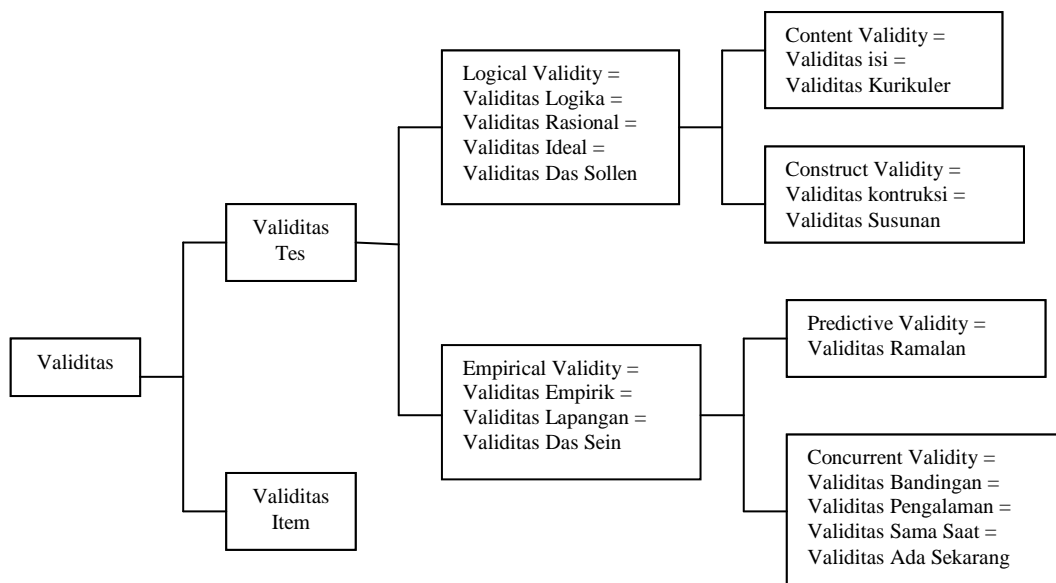 Validitas
Validitas
Tes
Validitas
Item
Logical Validity =
Validitas Logika =
Validitas Rasional =
Validitas Ideal =
Validitas Das Sollen
Empirical Validity =
Validitas Empirik =
Validitas Lapangan =
Validitas Das Sein
Content Validity =
Validitas isi =
Validitas Kurikuler
Construct Validity =
Validitas kontruksi =
Validitas Susunan
Predictive Validity =
Validitas Ramalan
Concurrent Validity =
Validitas Bandingan =
Validitas Pengalaman =
Validitas Sama Saat =
Validitas Ada Sekarang